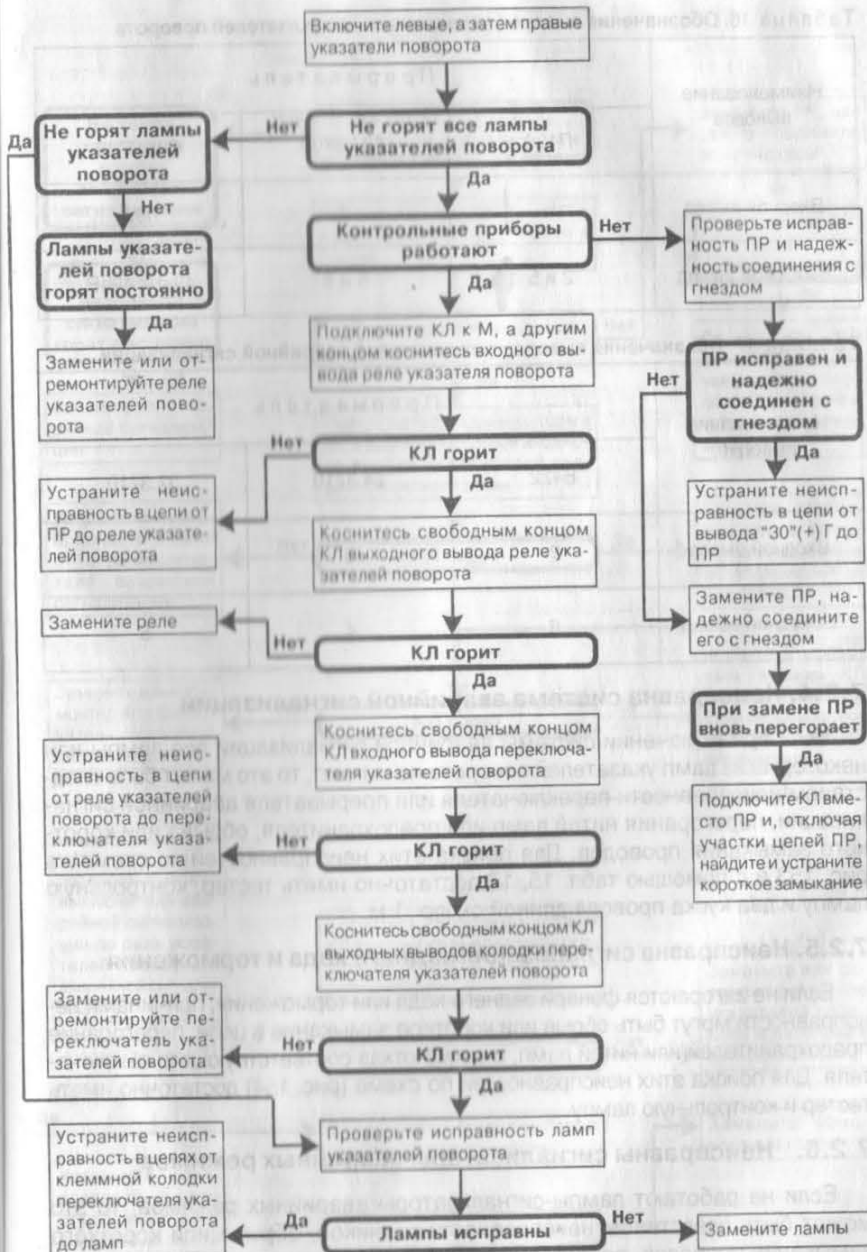 Включите левые, а затем правые
указатели поворота
Не горят все лампы
указателей поворота
Нет
Да
Не горят лампы
указателей
поворота
Да
Нет
Лампы указате-
лей поворота
горят постоянно
Да
Замените или от-
ремонтируйте реле
указателей пово-
рота
Контрольные приборы
работают
Нет
Да
Проверьте исправ-
ность ПР и надеж-
ность соединения с
гнездом
Подключите КЛ к М, а другим
концом коснитесь входного вы-
вода реле указателя поворота
ПР исправен и
надежно
соединен с
гнездом
Нет
Да
КЛ горит
Нет
Да
Устраните неис-
правность в цепи от
ПР до реле указате-
лей поворота
Устраните неисп-
равность в цепи от
вывода "30"(+) Г до
ПР
Коснитесь свободным концом
КЛ выходного вывода реле ука-
зателей поворота
Замените ПР, на-
дежно соедините
его с гнездом
Замените реле
Нет
КЛ горит
Да
При замене ПР
вновь перегорает
Да
Коснитесь свободным концом
КЛ входного вывода переключа-
теля указателя поворота
Устраните неис-
правность в цепи
от реле указателей
поворота до пере-
ключателя указа-
телей поворота
Подключите КЛ вме-
сто ПР и, отключая
участки цепей ПР,
найдите и устраните
короткое замыкание
Нет
КЛ горит
Да
Коснитесь свободным концом КЛ
выходных выводов колодки пере-
ключателя указателей поворота
Замените или от-
ремонтируйте пе-
реключатель ука-
зателей поворота
Нет
КЛ горит
Да
Проверьте исправность ламп
указателей поворота
Устраните неисп-
равность в цепях от
клеммной колодки
переключателя ука-
зателей поворота
до ламп
Да
Лампы исправны
Нет
Замените лампы